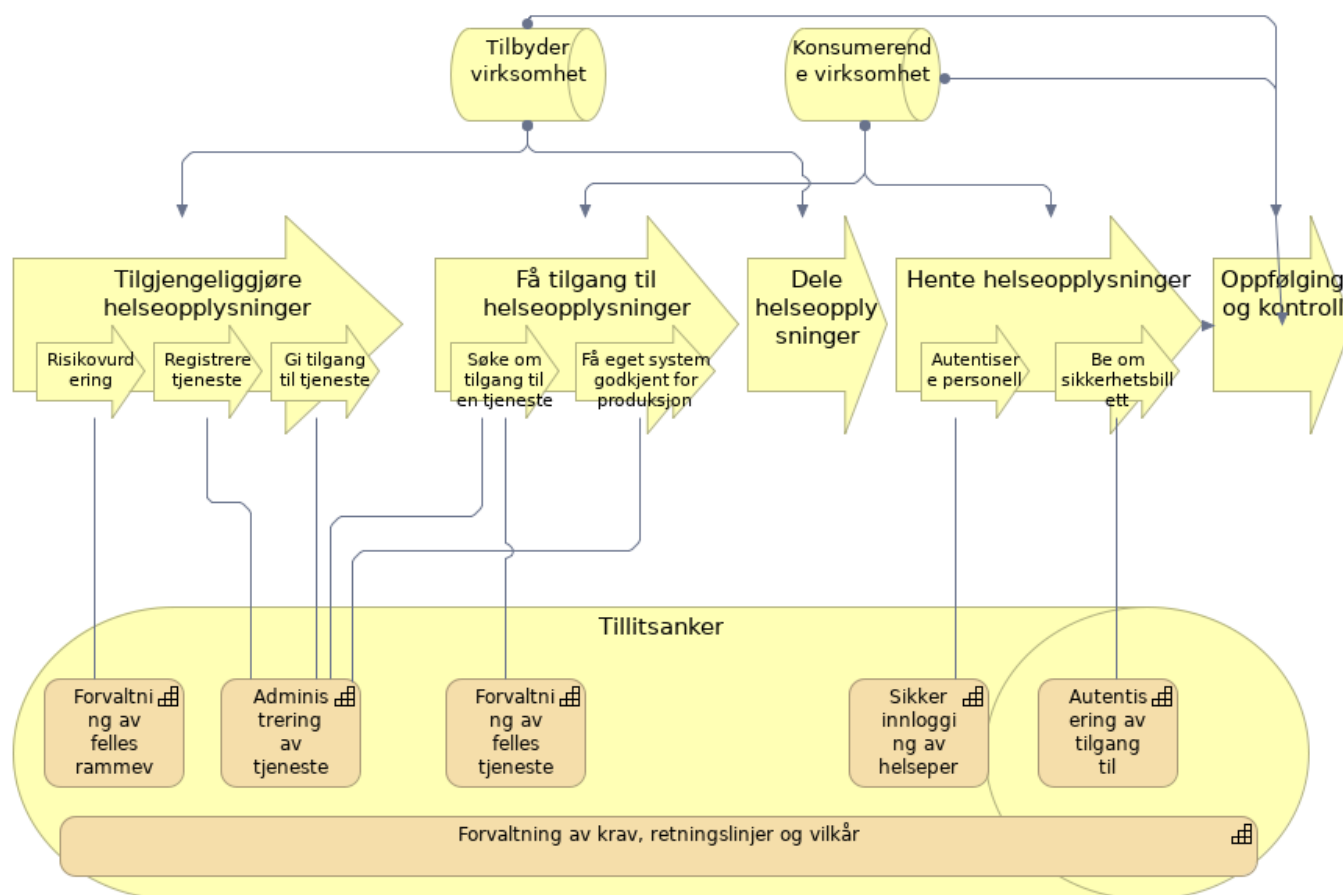 Tilbyder
virksomhet
Konsumerend
e virksomhet
Tilgjengeliggjøre
helseopplysninger
Risikovurd
ering
Registrere
tjeneste
Gi tilgang
til tjeneste
Få tilgang til
helseopplysninger
Søke om
tilgang til
en tjeneste
Få eget system
godkjent for
produksjon
Dele
helseopply
sninger
Hente helseopplysninger
Autentiser
e personell
Be om
sikkerhetsbill
ett
Oppfølging
og kontroll
Tillitsanker
Forvaltni
ng av
felles
rammev
Adminis
trering
av
tjeneste
Forvaltni
ng av
felles
tjeneste
Sikker
innloggi
ng av
helseper
Autentis
ering av
tilgang
til
Forvaltning av krav, retningslinjer og vilkår